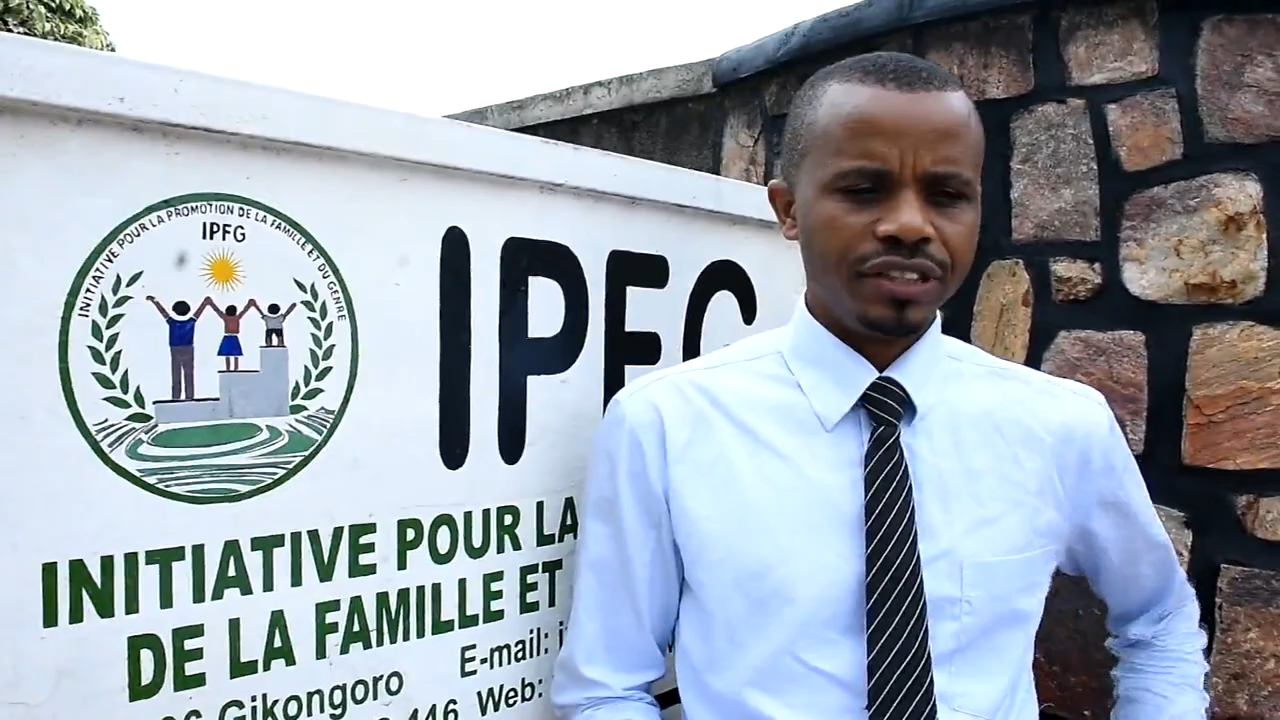 INITIATIVE POUR LA PROMOTION DE LA FAMILLE ET DU GENRE
IPFG
IPFG
INITIATIVE POUR LA
DE LA FAMILLE ET
Gikongoro E-mail:
446 Web: